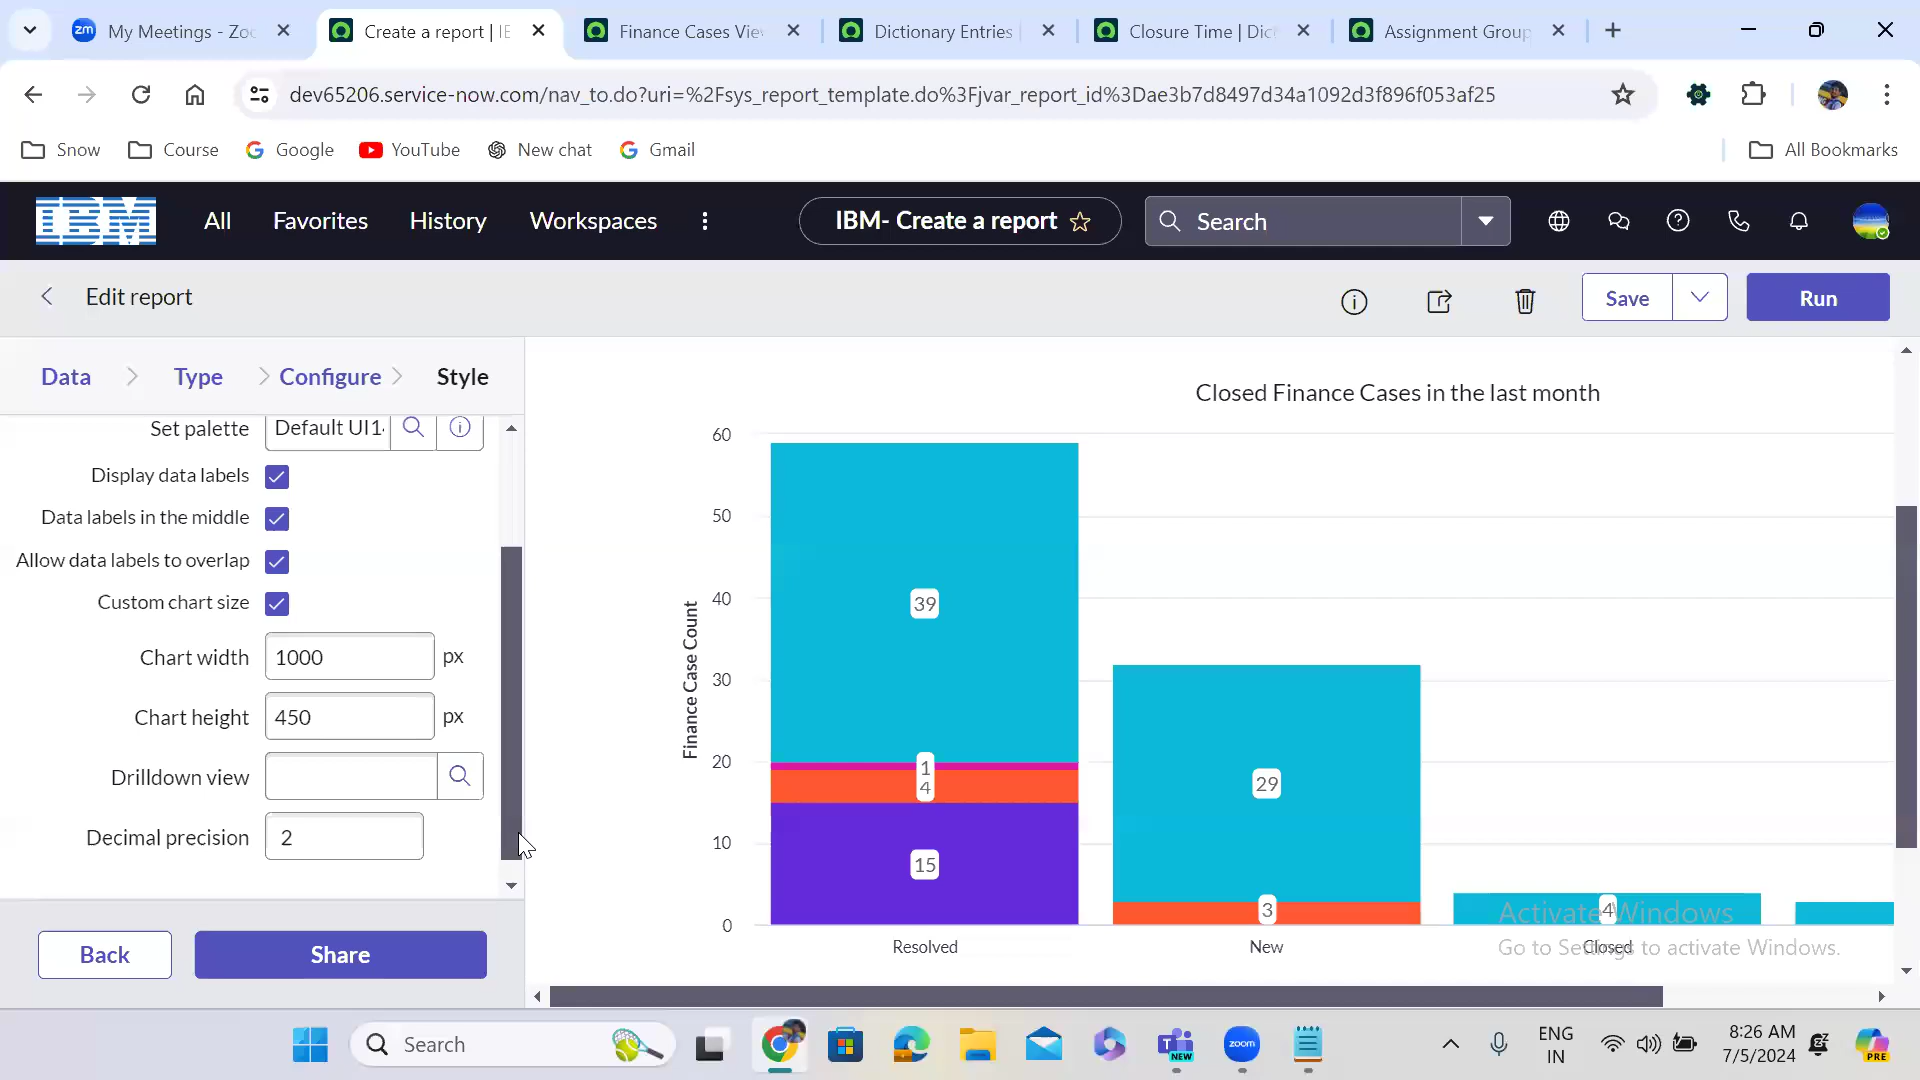 My Meetings - Zoo
Create a report | IE
Finance Cases Vie
Dictionary Entries
Closure Time | Dic
Assignment Group
dev65206.service-now.com/nav_to.do?uri=%2Fsys_report_template.do%3Fjvar_report_id%3Dae3b7d8497d34a1092d3f896f053af25
Snow
Course
Google
YouTube
New chat
Gmail
All Bookmarks
IBM
All
Favorites
History
Workspaces
IBM- Create a report
Search
Edit report
Save
Run
Data
Type
Configure
Style
Set palette
Default UI1
Display data labels
Data labels in the middle
Allow data labels to overlap
Custom chart size
Chart width
1000
px
Chart height
450
px
Drilldown view
Decimal precision
2
Back
Share
Closed Finance Cases in the last month
Finance Case Count
60
50
40
30
20
10
0
39
1
4
15
29
3
4
Resolved
New
Closed
Activate Windows
Go to Settings to activate Windows.
Search
zm
NEW
zoom
ENG
IN
8:26 AM
7/5/2024
PRE